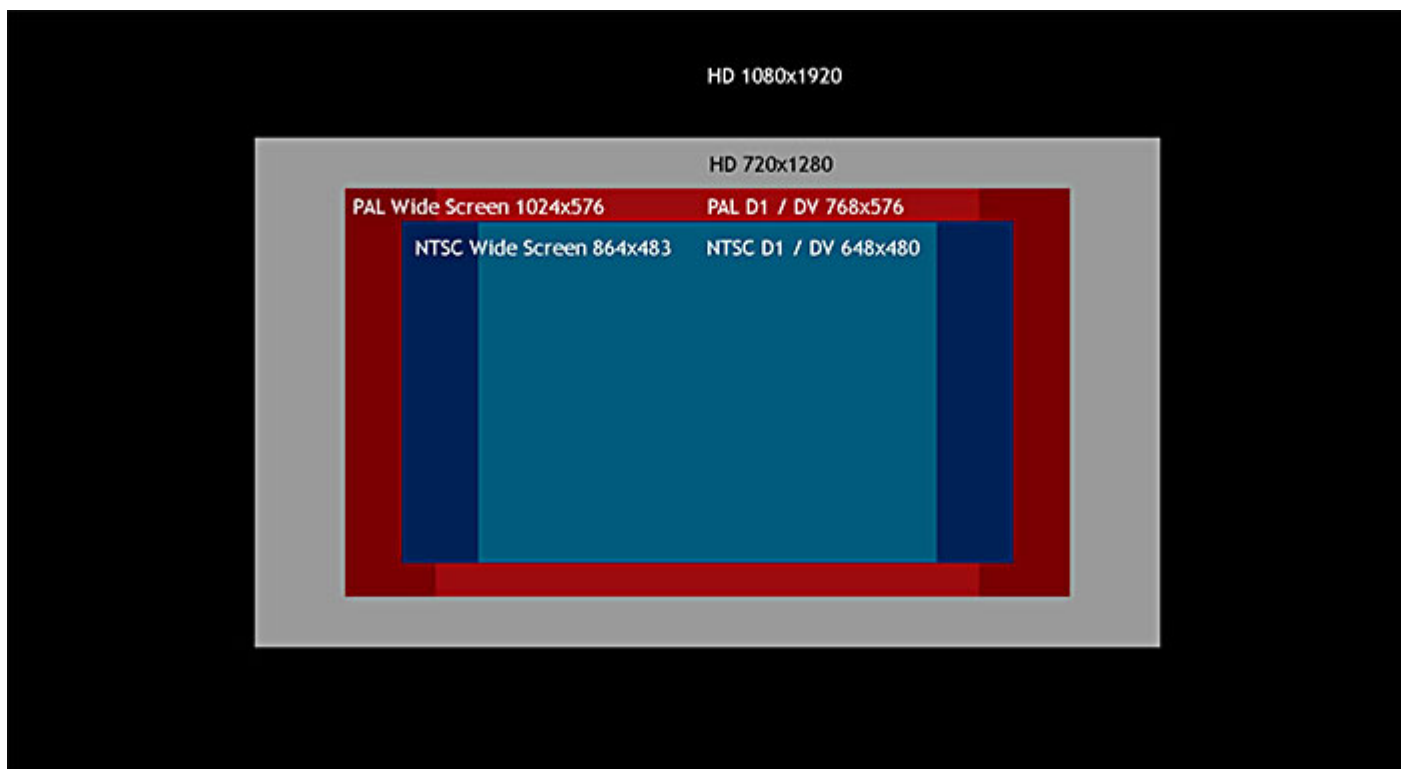 HD 1080x1920
HD 720x1280
PAL Wide Screen 1024x576 PAL D1 / DV 768x576
NTSC Wide Screen 864x483 NTSC D1 / DV 648x480